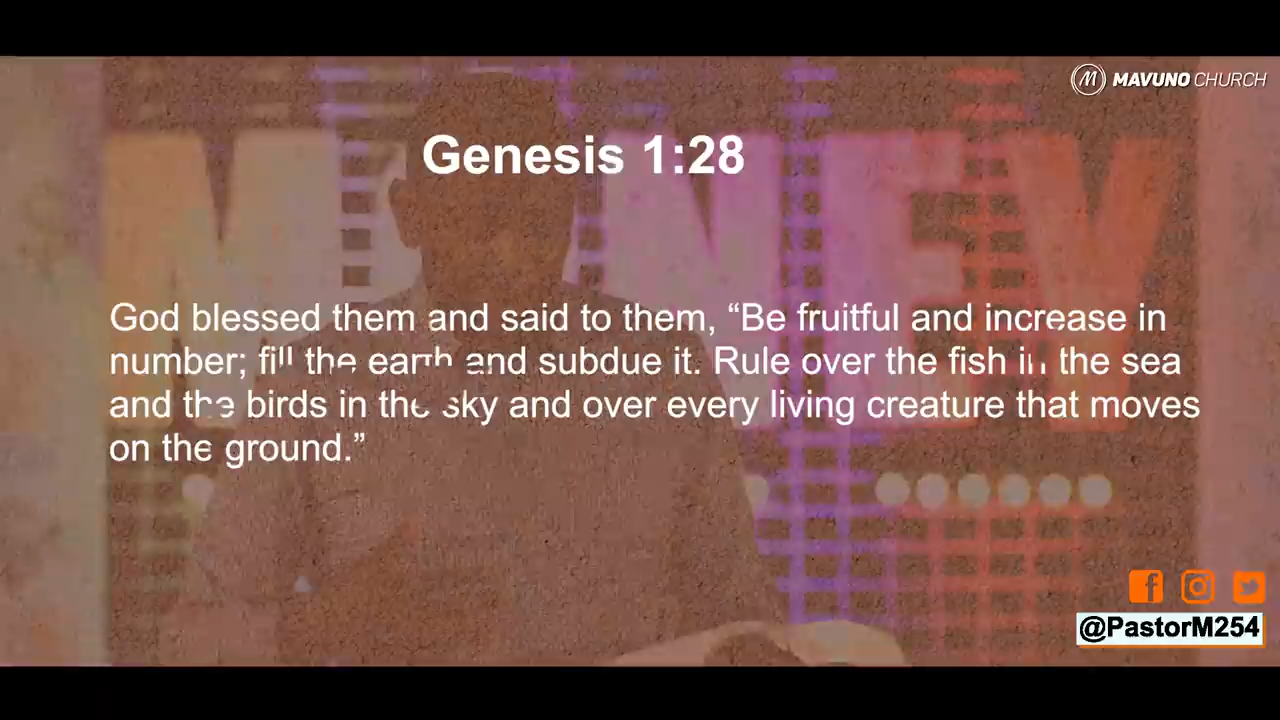 MAVUNO CHURCH
Genesis 1:28
God blessed them and said to them, “Be fruitful and increase in
number; fill the earth and subdue it. Rule over the fish in the sea
and the birds in the sky and over every living creature that moves
on the ground.”
@PastorM254